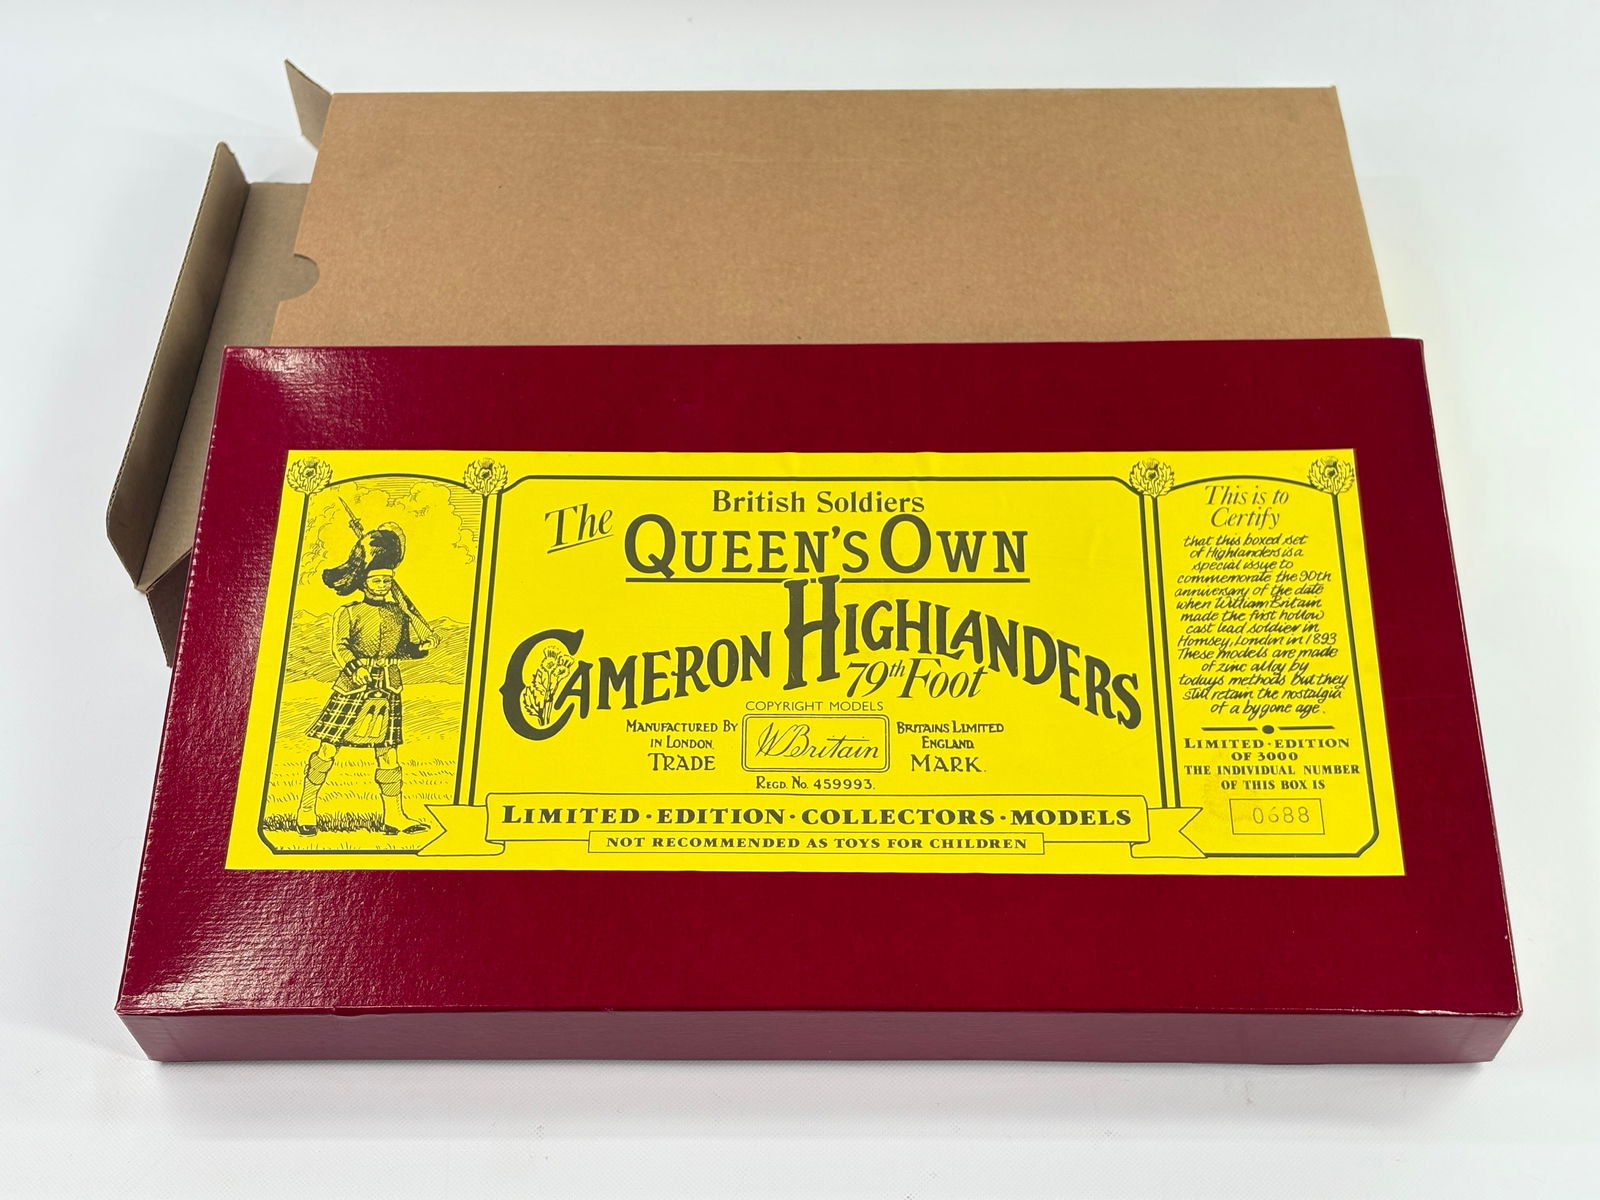 British Soldiers
The QUEEN'S OWN
CAMERON HIGHLANDERS
79th Foot
COPYRIGHT MODELS
MANUFACTURED BY
IN LONDON,
TRADE
W Britain
BRITAINS LIMITED
ENGLAND.
MARK.
REGD. No. 459993.
LIMITED·EDITION·COLLECTORS·MODELS
NOT RECOMMENDED AS TOYS FOR CHILDREN
This is to
Certify
that this boxed set
of Highlanders is a
special issue to
commemorate the 90th
anniversary of the date
when William Britain
made the first hollow
cast lead soldier in
Hornsey, London in 1893
These models are made
of zinc alloy by
todays methods but they
still retain the nostalgia
of a bygone age.
LIMITED·EDITION
OF 3000
THE INDIVIDUAL NUMBER
OF THIS BOX IS
0688